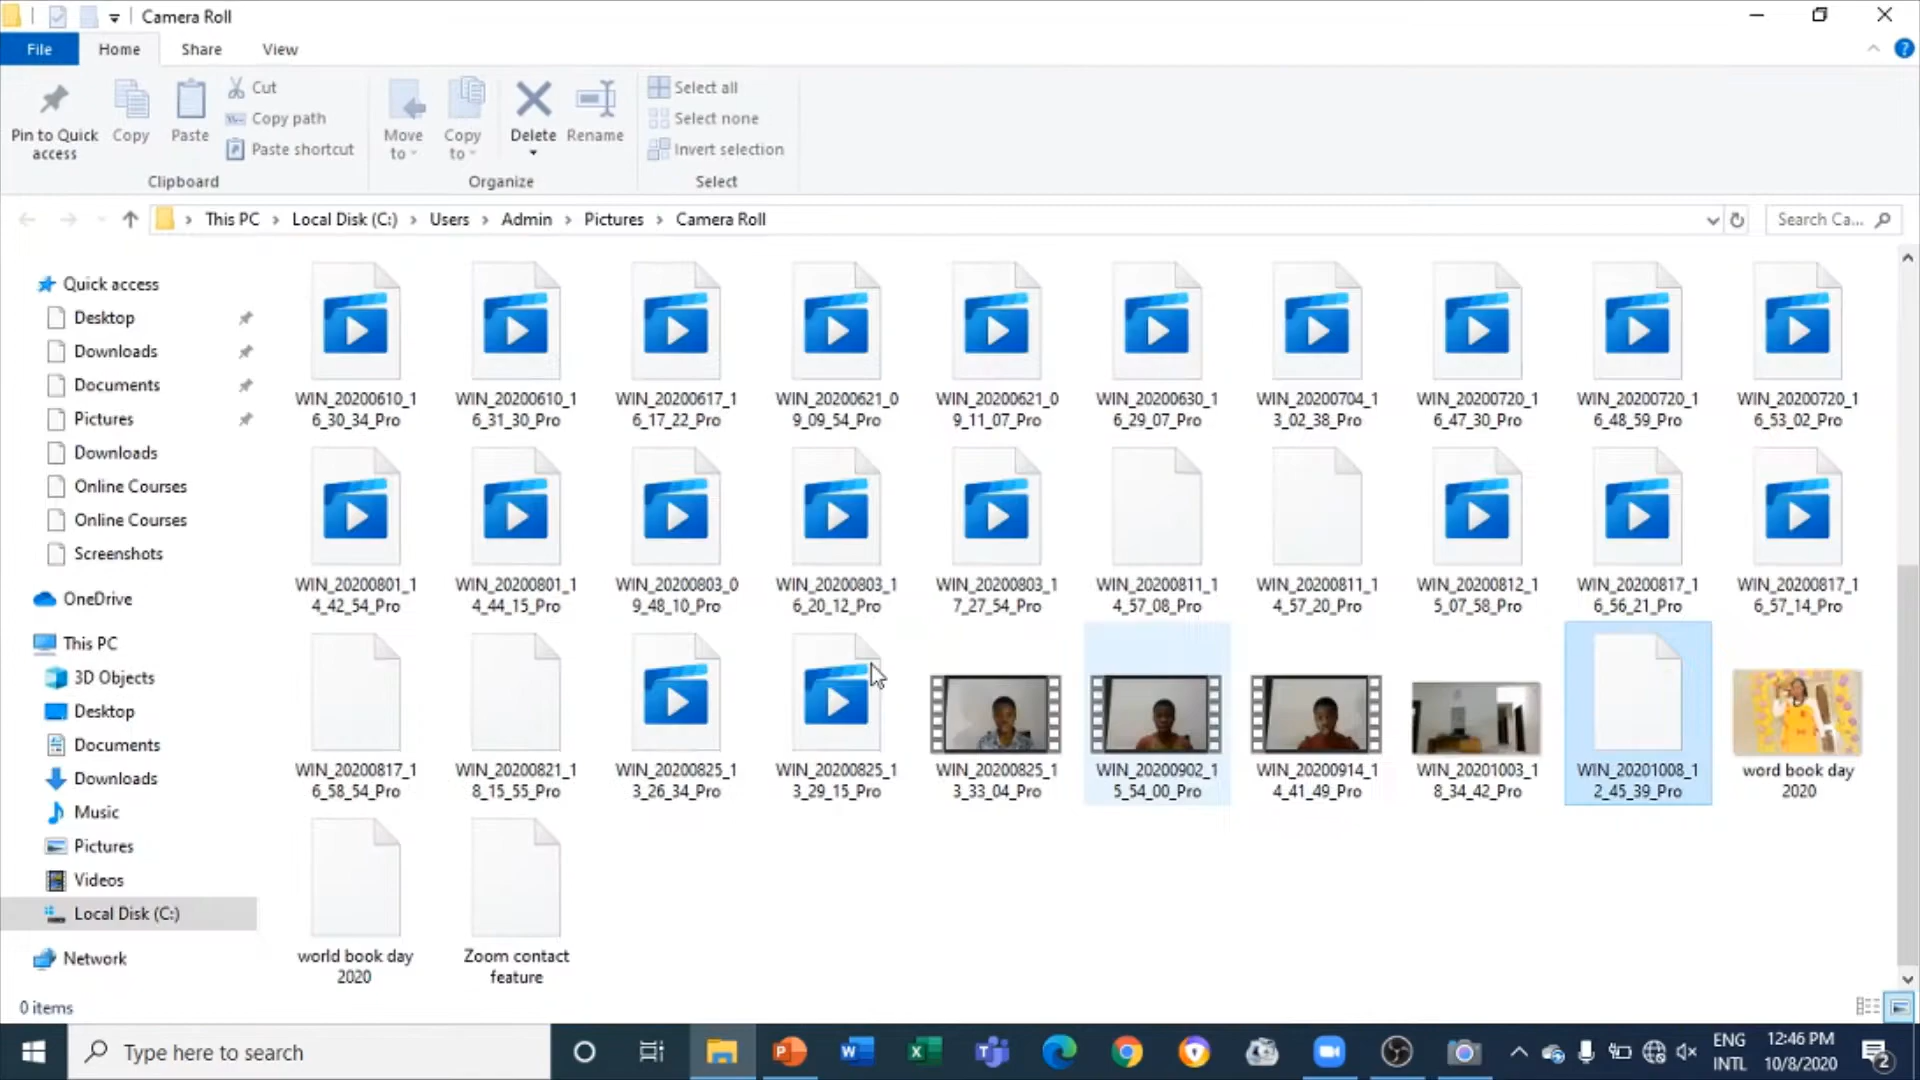 Camera Roll
File Home Share View
Pin to Quick
access
Copy
Paste
Cut
Copy path
Paste shortcut
Clipboard
Move
to
Copy
to
Delete
Rename
Organize
Select all
Select none
Invert selection
Select
This PC > Local Disk (C:) > Users > Admin > Pictures > Camera Roll
Search Ca...
Quick access
Desktop
Downloads
Documents
Pictures
Downloads
Online Courses
Online Courses
Screenshots
OneDrive
This PC
3D Objects
Desktop
Documents
Downloads
Music
Pictures
Videos
Local Disk (C:)
Network
WIN_20200610_1
6_30_34_Pro
WIN_20200610_1
6_31_30_Pro
WIN_20200617_1
6_17_22_Pro
WIN_20200621_0
9_09_54_Pro
WIN_20200621_0
9_11_07_Pro
WIN_20200630_1
6_29_07_Pro
WIN_20200704_1
3_02_38_Pro
WIN_20200720_1
6_47_30_Pro
WIN_20200720_1
6_48_59_Pro
WIN_20200720_1
6_53_02_Pro
WIN_20200801_1
4_42_54_Pro
WIN_20200801_1
4_44_15_Pro
WIN_20200803_0
9_48_10_Pro
WIN_20200803_1
6_20_12_Pro
WIN_20200803_1
7_27_54_Pro
WIN_20200811_1
4_57_08_Pro
WIN_20200811_1
4_57_20_Pro
WIN_20200812_1
5_07_58_Pro
WIN_20200817_1
6_56_21_Pro
WIN_20200817_1
6_57_14_Pro
WIN_20200817_1
6_58_54_Pro
WIN_20200821_1
8_15_55_Pro
WIN_20200825_1
3_26_34_Pro
WIN_20200825_1
3_29_15_Pro
WIN_20200825_1
3_33_04_Pro
WIN_20200902_1
5_54_00_Pro
WIN_20200914_1
4_41_49_Pro
WIN_20201003_1
8_34_42_Pro
WIN_20201008_1
2_45_39_Pro
word book day
2020
world book day
2020
Zoom contact
feature
0 items
Type here to search
ENG
INTL
12:46 PM
10/8/2020
2